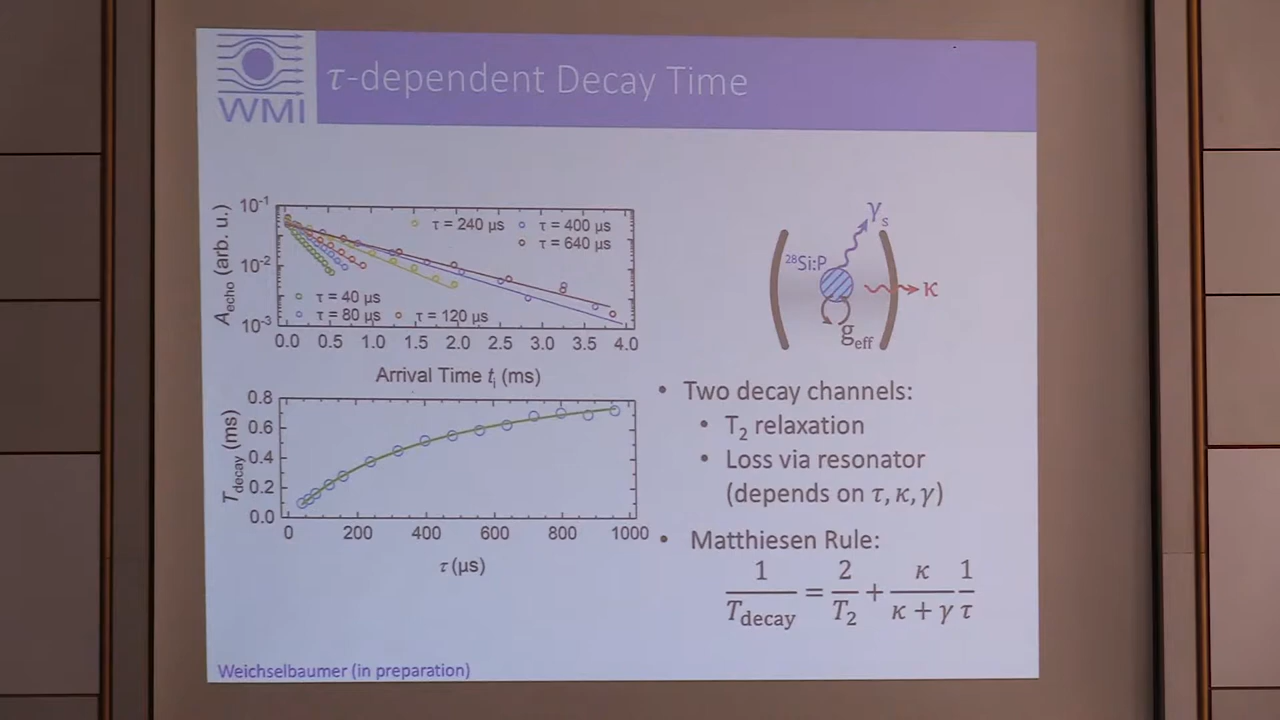 WMI
τ-dependent Decay Time
A_echo (arb. u.)
10^-1
10^-2
10^-3
τ = 240 µs
τ = 400 µs
τ = 640 µs
τ = 40 µs
τ = 80 µs
τ = 120 µs
0.0 0.5 1.0 1.5 2.0 2.5 3.0 3.5 4.0
Arrival Time t_i (ms)
T_decay (ms)
0.8
0.6
0.4
0.2
0.0
0 200 400 600 800 1000
τ (µs)
γ_s
^28Si:P
κ
g_eff
• Two decay channels:
• T_2 relaxation
• Loss via resonator
(depends on τ, κ, γ)
• Matthiesen Rule:
1/T_decay = 2/T_2 + κ/(κ + γ) 1/τ
Weichselbaumer (in preparation)